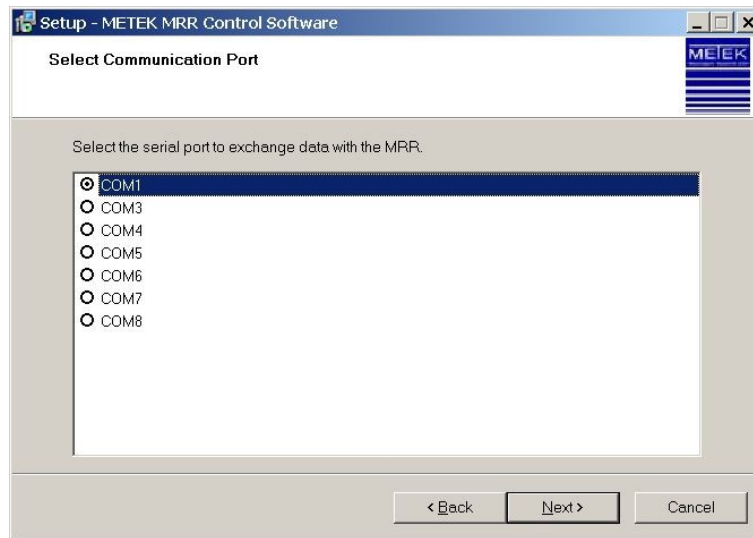 Setup - METEK MRR Control Software
Select Communication Port
METEK
Select the serial port to exchange data with the MRR.
COM1
COM3
COM4
COM5
COM6
COM7
COM8
< Back
Next >
Cancel